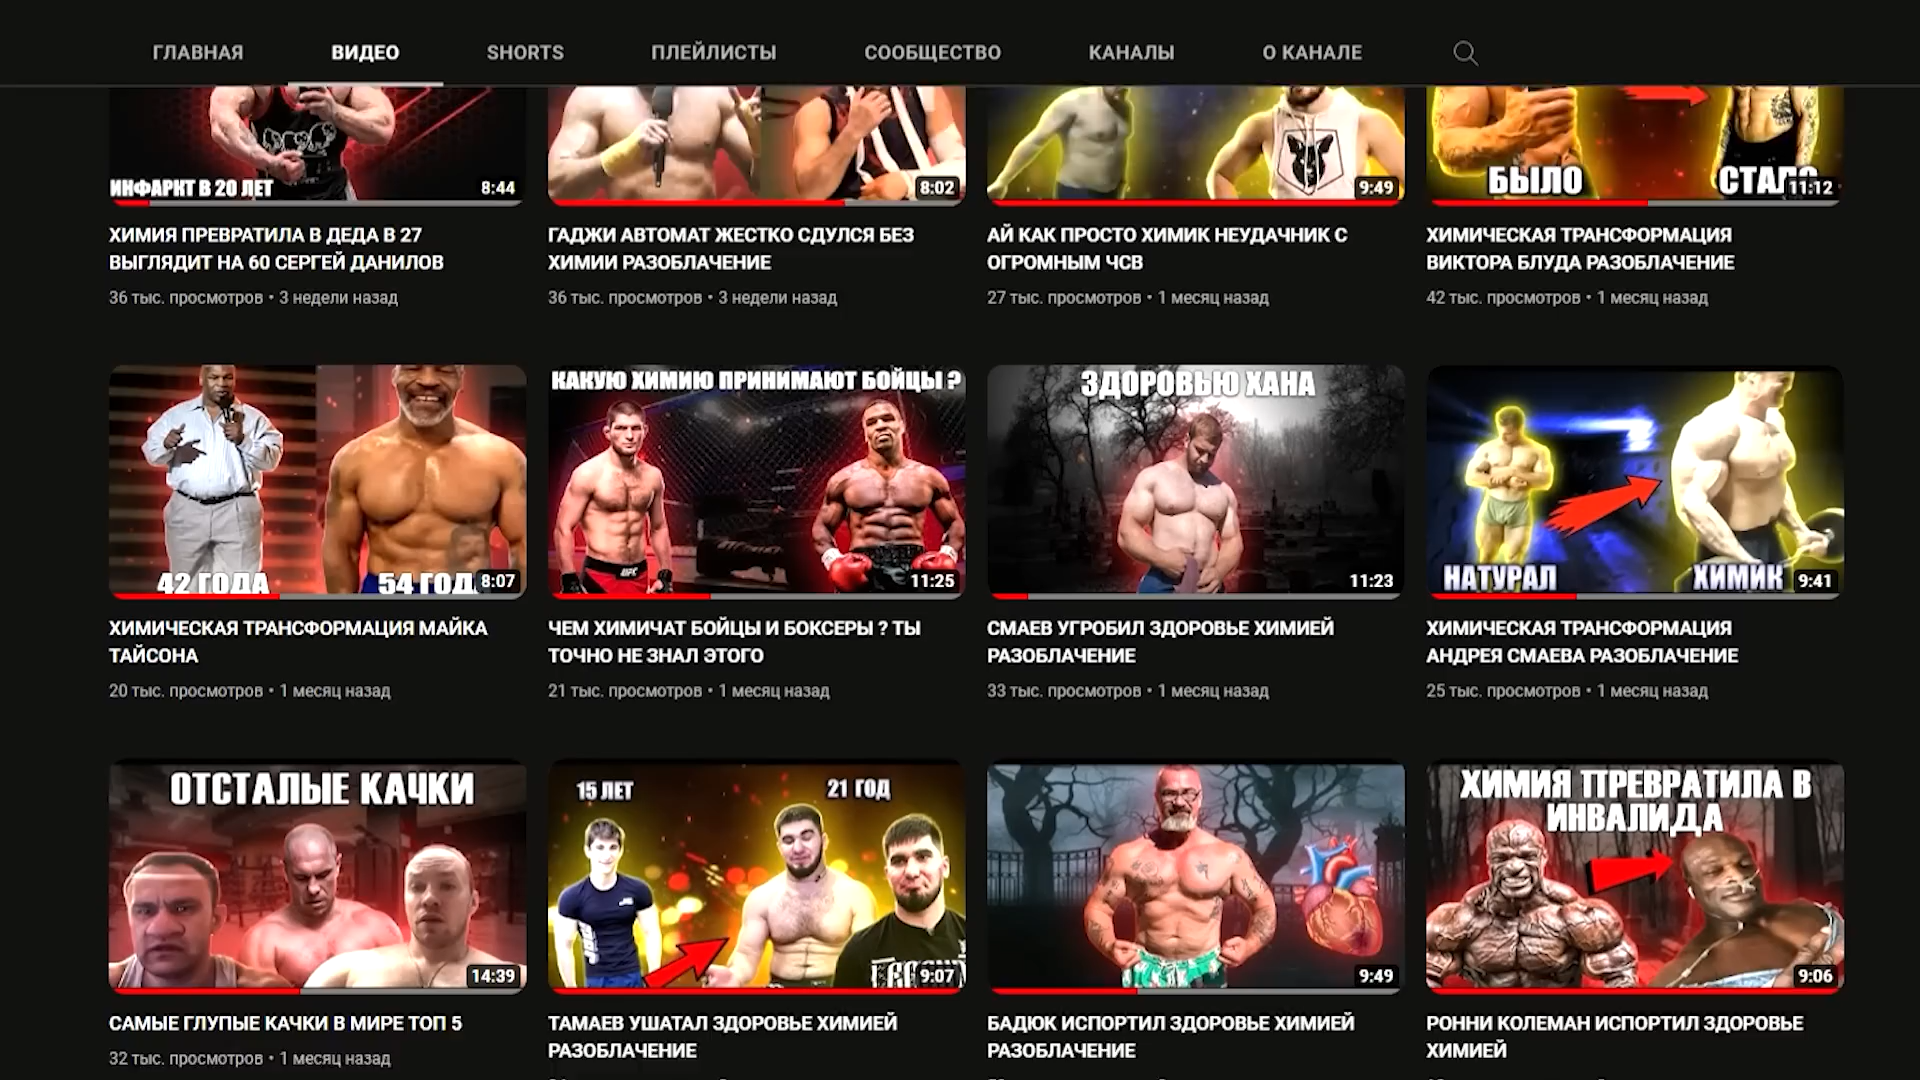 ГЛАВНАЯ ВИДЕО SHORTS ПЛЕЙЛИСТЫ СООБЩЕСТВО КАНАЛЫ О КАНАЛЕ
ИНФАРКТ В 20 ЛЕТ
8:44
8:02
9:49
БЫЛО
СТАЛО
11:12
ХИМИЯ ПРЕВРАТИЛА В ДЕДА В 27
ВЫГЛЯДИТ НА 60 СЕРГЕЙ ДАНИЛОВ
36 тыс. просмотров • 3 недели назад
ГАДЖИ АВТОМАТ ЖЕСТКО СДУЛСЯ БЕЗ
ХИМИИ РАЗОБЛАЧЕНИЕ
36 тыс. просмотров • 3 недели назад
АЙ КАК ПРОСТО ХИМИК НЕУДАЧНИК С
ОГРОМНЫМ ЧСВ
27 тыс. просмотров • 1 месяц назад
ХИМИЧЕСКАЯ ТРАНСФОРМАЦИЯ
ВИКТОРА БЛУДА РАЗОБЛАЧЕНИЕ
42 тыс. просмотров • 1 месяц назад
42 ГОДА
54 ГОД
8:07
ХИМИЧЕСКАЯ ТРАНСФОРМАЦИЯ МАЙКА
ТАЙСОНА
20 тыс. просмотров • 1 месяц назад
КАКУЮ ХИМИЮ ПРИНИМАЮТ БОЙЦЫ ?
UFC
11:25
ЧЕМ ХИМИЧАТ БОЙЦЫ И БОКСЕРЫ ? ТЫ
ТОЧНО НЕ ЗНАЛ ЭТОГО
21 тыс. просмотров • 1 месяц назад
ЗДОРОВЬЮ ХАНА
11:23
СМАЕВ УГРОБИЛ ЗДОРОВЬЕ ХИМИЕЙ
РАЗОБЛАЧЕНИЕ
33 тыс. просмотров • 1 месяц назад
НАТУРАЛ
ХИМИК
9:41
ХИМИЧЕСКАЯ ТРАНСФОРМАЦИЯ
АНДРЕЯ СМАЕВА РАЗОБЛАЧЕНИЕ
25 тыс. просмотров • 1 месяц назад
ОТСТАЛЫЕ КАЧКИ
14:39
САМЫЕ ГЛУПЫЕ КАЧКИ В МИРЕ ТОП 5
32 тыс. просмотров • 1 месяц назад
15 ЛЕТ
21 ГОД
9:07
ТАМАЕВ УШАТАЛ ЗДОРОВЬЕ ХИМИЕЙ
РАЗОБЛАЧЕНИЕ
9:49
БАДЮК ИСПОРТИЛ ЗДОРОВЬЕ ХИМИЕЙ
РАЗОБЛАЧЕНИЕ
ХИМИЯ ПРЕВРАТИЛА В
ИНВАЛИДА
9:06
РОННИ КОЛЕМАН ИСПОРТИЛ ЗДОРОВЬЕ
ХИМИЕЙ